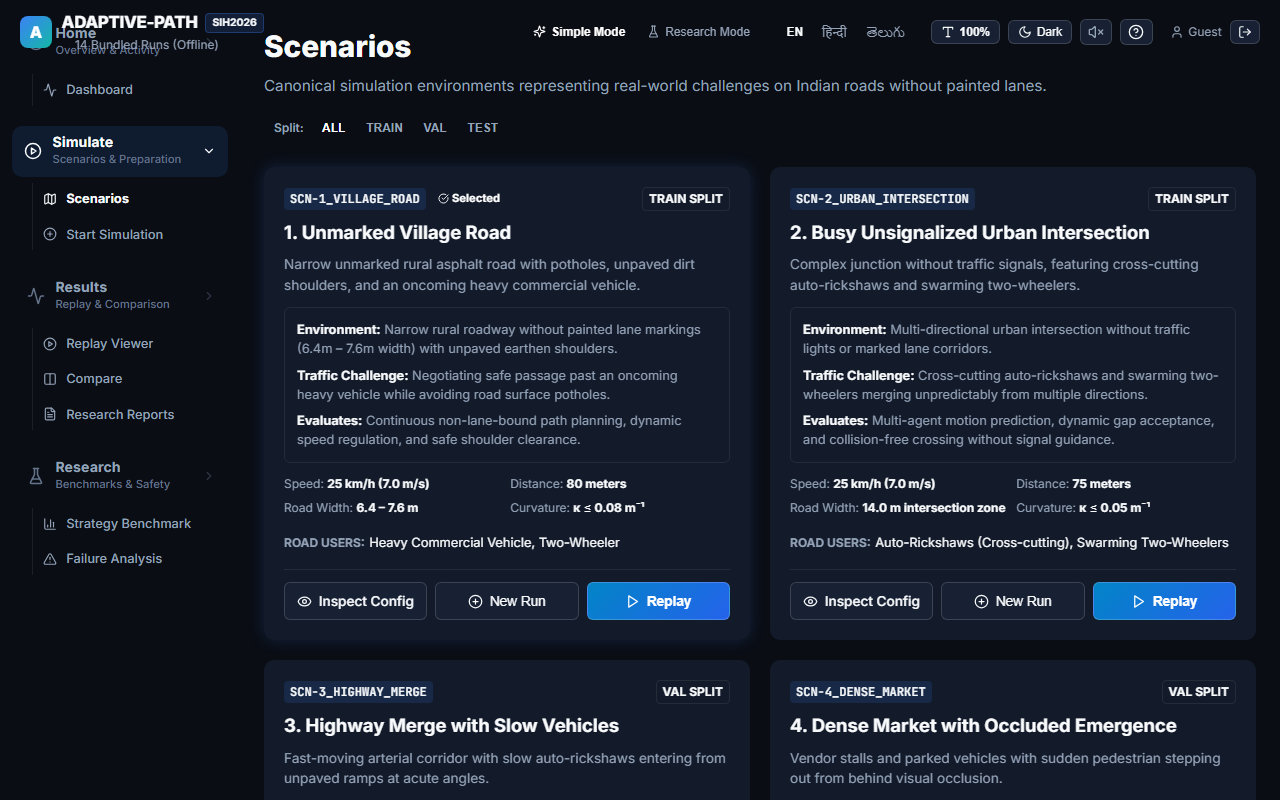 A
ADAPTIVE-PATH SIH2026
Home
14 Bundled Runs (Offline)
Overview & Activity
Simple Mode
Research Mode
EN
हिन्दी
తెలుగు
100%
Dark
Guest
Dashboard
Simulate
Scenarios & Preparation
Scenarios
Start Simulation
Results
Replay & Comparison
Replay Viewer
Compare
Research Reports
Research
Benchmarks & Safety
Strategy Benchmark
Failure Analysis
Scenarios
Canonical simulation environments representing real-world challenges on Indian roads without painted lanes.
Split: ALL TRAIN VAL TEST
SCN-1_VILLAGE_ROAD Selected TRAIN SPLIT
1. Unmarked Village Road
Narrow unmarked rural asphalt road with potholes, unpaved dirt
shoulders, and an oncoming heavy commercial vehicle.
Environment: Narrow rural roadway without painted lane markings
(6.4m – 7.6m width) with unpaved earthen shoulders.
Traffic Challenge: Negotiating safe passage past an oncoming
heavy vehicle while avoiding road surface potholes.
Evaluates: Continuous non-lane-bound path planning, dynamic
speed regulation, and safe shoulder clearance.
Speed: 25 km/h (7.0 m/s) Distance: 80 meters
Road Width: 6.4 – 7.6 m Curvature: κ ≤ 0.08 m⁻¹
ROAD USERS: Heavy Commercial Vehicle, Two-Wheeler
Inspect Config New Run Replay
SCN-2_URBAN_INTERSECTION TRAIN SPLIT
2. Busy Unsignalized Urban Intersection
Complex junction without traffic signals, featuring cross-cutting
auto-rickshaws and swarming two-wheelers.
Environment: Multi-directional urban intersection without traffic
lights or marked lane corridors.
Traffic Challenge: Cross-cutting auto-rickshaws and swarming two-
wheelers merging unpredictably from multiple directions.
Evaluates: Multi-agent motion prediction, dynamic gap acceptance,
and collision-free crossing without signal guidance.
Speed: 25 km/h (7.0 m/s) Distance: 75 meters
Road Width: 14.0 m intersection zone Curvature: κ ≤ 0.05 m⁻¹
ROAD USERS: Auto-Rickshaws (Cross-cutting), Swarming Two-Wheelers
Inspect Config New Run Replay
SCN-3_HIGHWAY_MERGE VAL SPLIT
3. Highway Merge with Slow Vehicles
Fast-moving arterial corridor with slow auto-rickshaws entering from
unpaved ramps at acute angles.
SCN-4_DENSE_MARKET VAL SPLIT
4. Dense Market with Occluded Emergence
Vendor stalls and parked vehicles with sudden pedestrian stepping
out from behind visual occlusion.